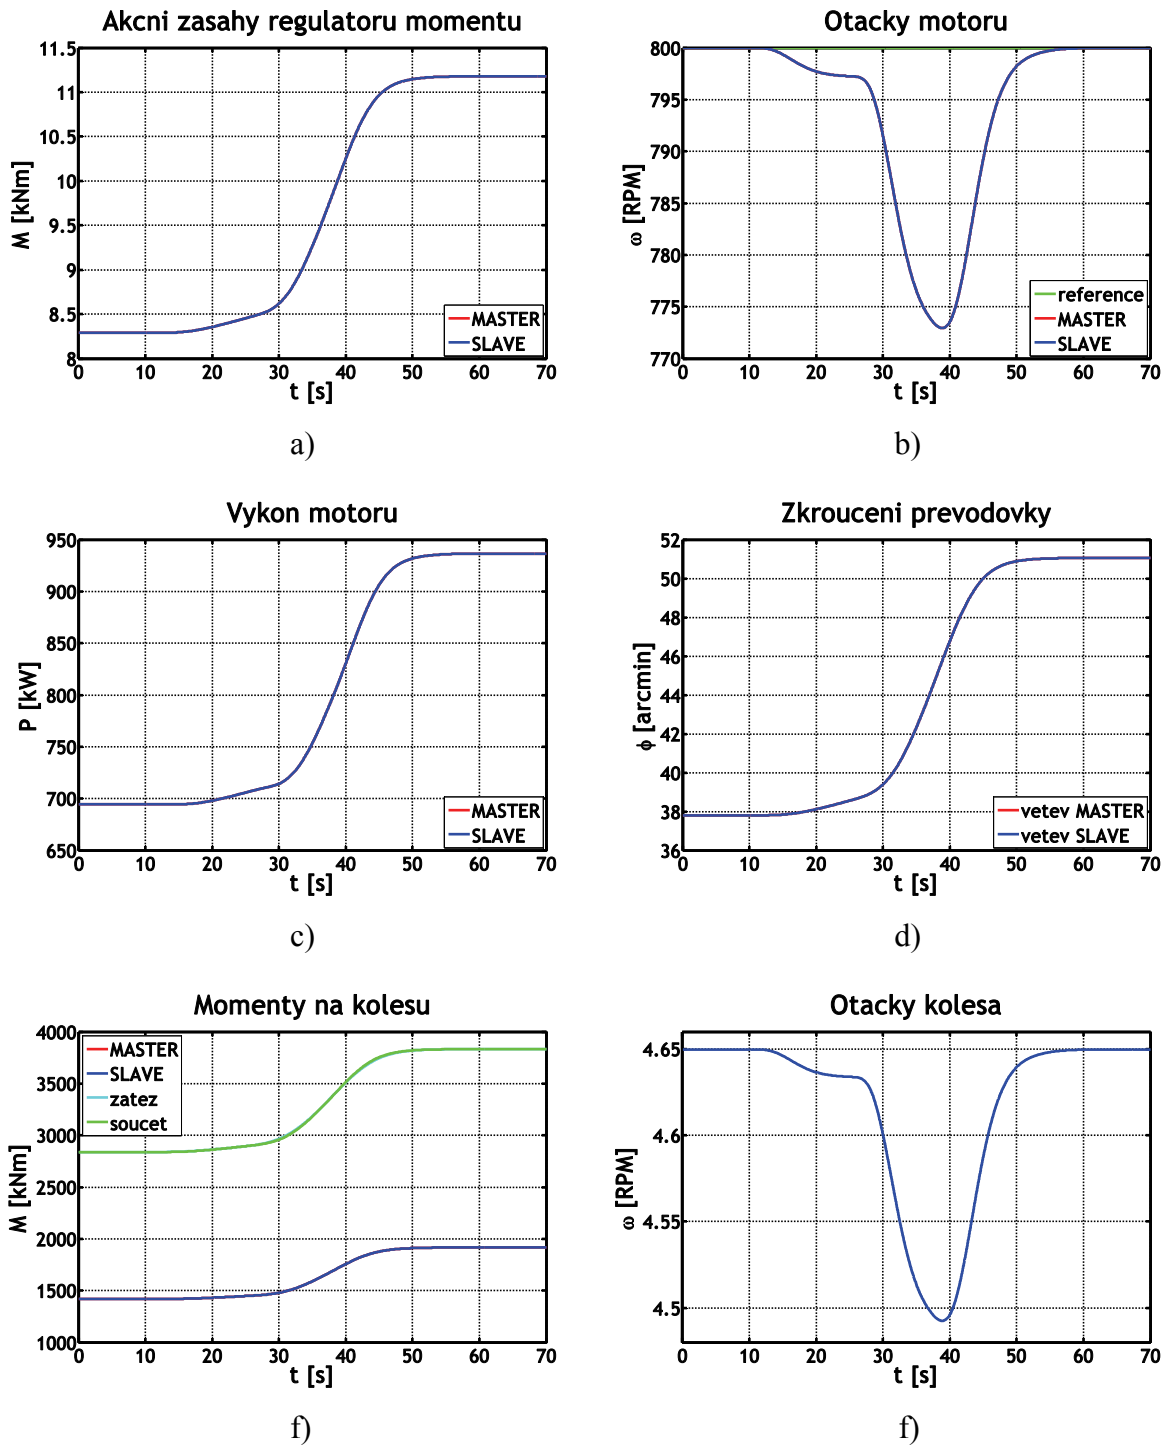 Akcni zasahy regulatoru momentu
11.5
11
10.5
10
9.5
9
8.5
8
M [kNm]
MASTER
SLAVE
0 10 20 30 40 50 60 70
t [s]
a)
Otacky motoru
800
795
790
785
780
775
770
ω [RPM]
reference
MASTER
SLAVE
0 10 20 30 40 50 60 70
t [s]
b)
Vykon motoru
950
900
850
800
750
700
650
P [kW]
MASTER
SLAVE
0 10 20 30 40 50 60 70
t [s]
c)
Zkrouceni prevodovky
52
50
48
46
44
42
40
38
36
ϕ [arcmin]
vetev MASTER
vetev SLAVE
0 10 20 30 40 50 60 70
t [s]
d)
Momenty na kolesu
4000
3500
3000
2500
2000
1500
1000
M [kNm]
MASTER
SLAVE
zatez
soucet
0 10 20 30 40 50 60 70
t [s]
f)
Otacky kolesa
4.65
4.6
4.55
4.5
ω [RPM]
0 10 20 30 40 50 60 70
t [s]
f)